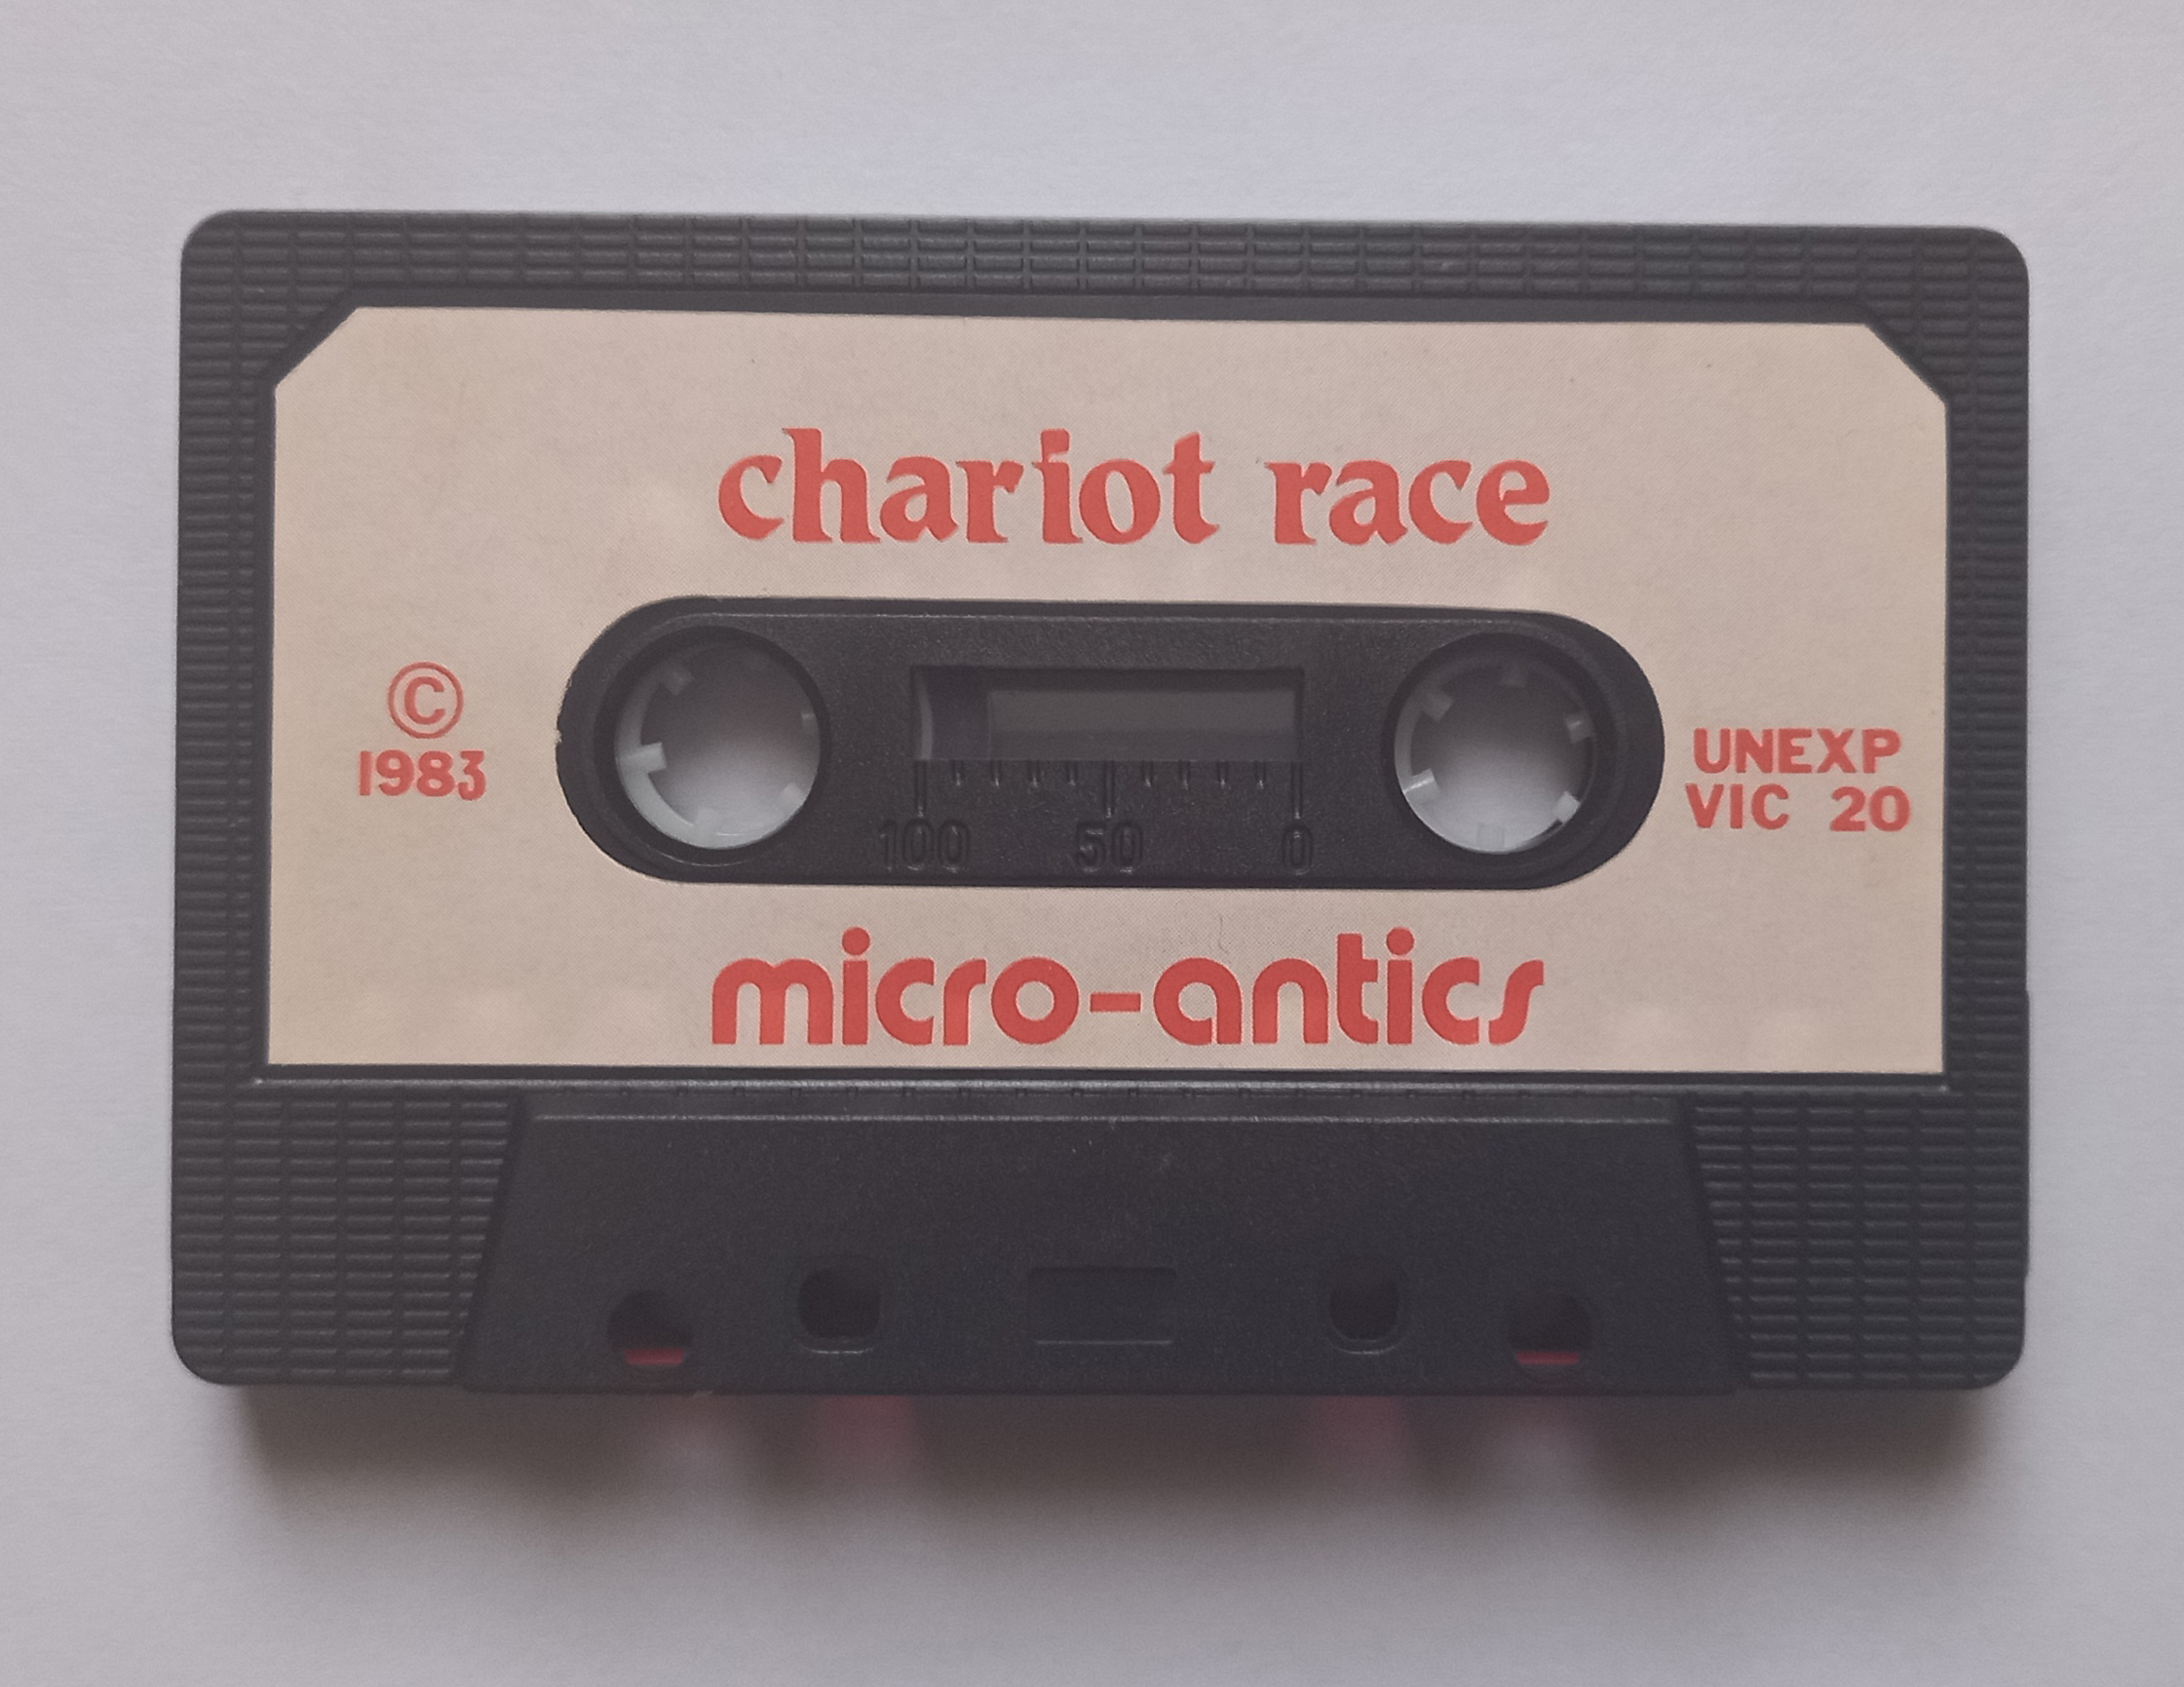 chariot race
©
1983
UNEXP
VIC 20
100 50 0
micro-antics